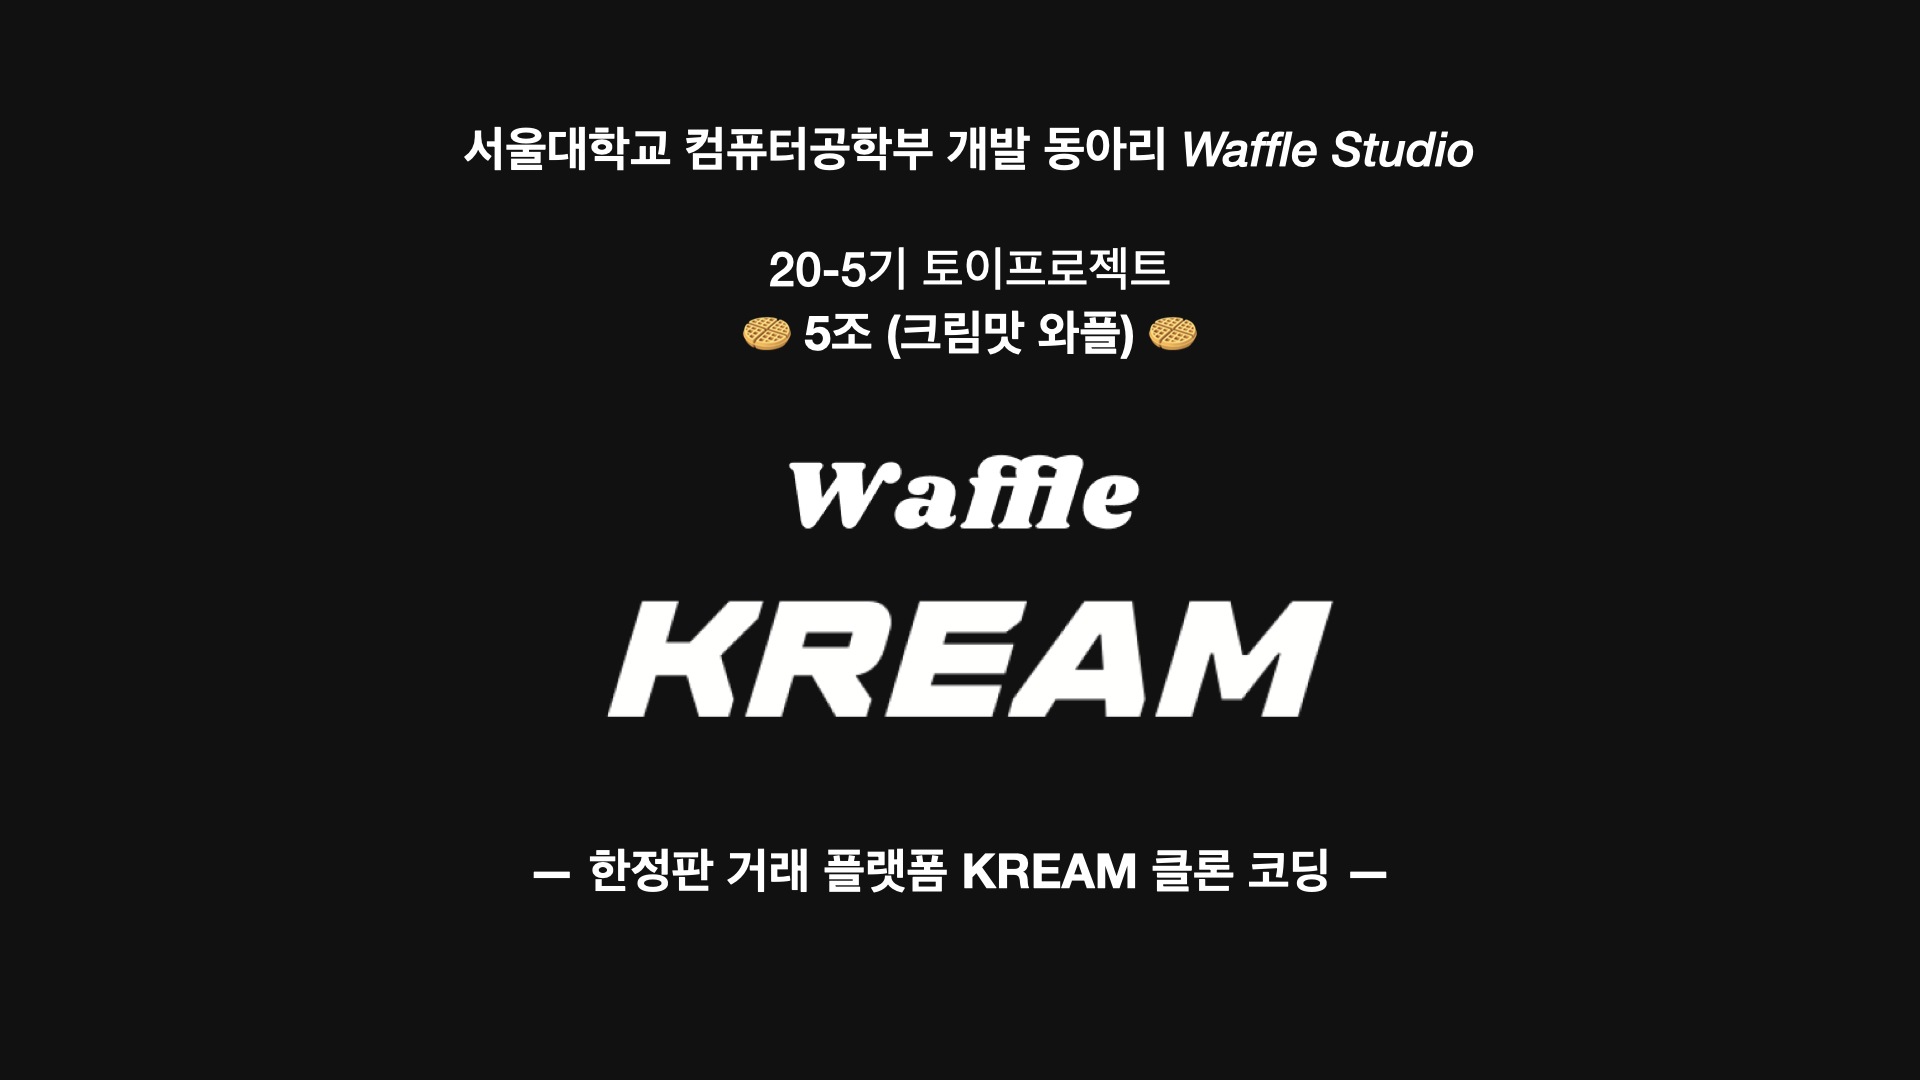 서울대학교 컴퓨터공학부 개발 동아리 Waffle Studio
20-5기 토이프로젝트
🧇 5조 (크림맛 와플) 🧇
Waffle
KREAM
— 한정판 거래 플랫폼 KREAM 클론 코딩 —